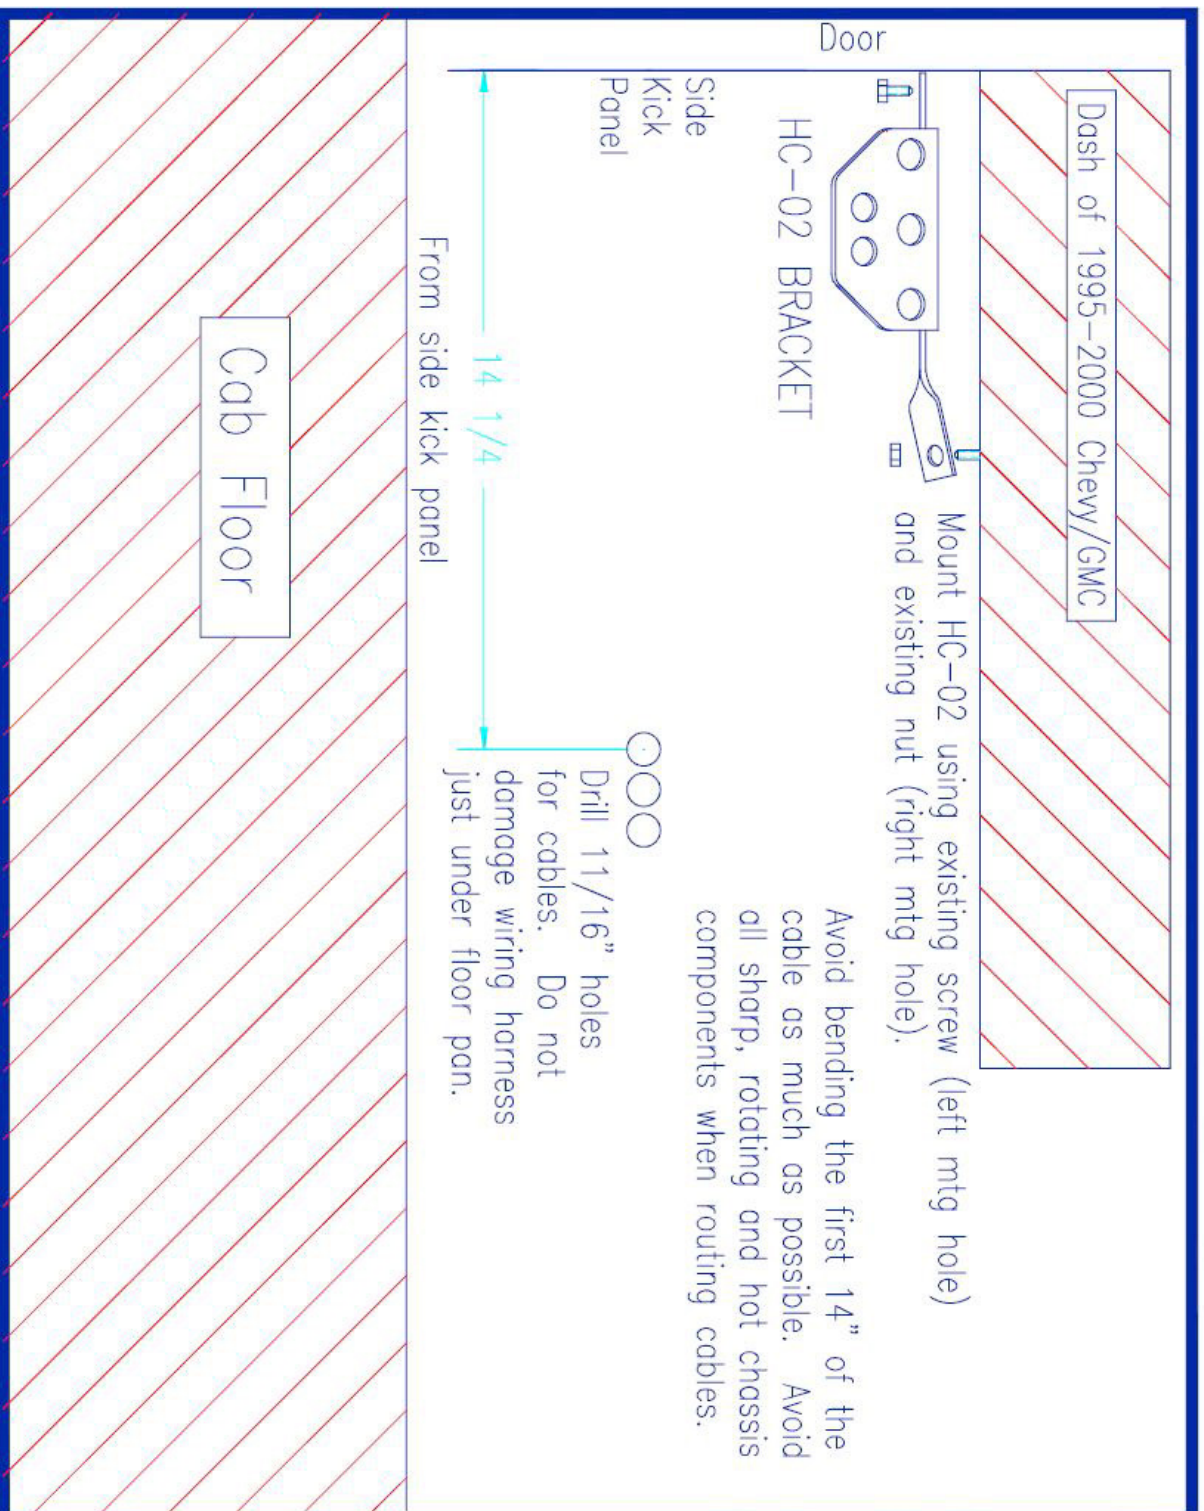 Door
Dash of 1995-2000 Chevy/GMC
Mount HC-02 using existing screw (left mtg hole)
and existing nut (right mtg hole).
HC-02 BRACKET
Side
Kick
Panel
Avoid bending the first 14" of the
cable as much as possible. Avoid
all sharp, rotating and hot chassis
components when routing cables.
Drill 11/16" holes
for cables. Do not
damage wiring harness
just under floor pan.
14 1/4
From side kick panel
Cab Floor